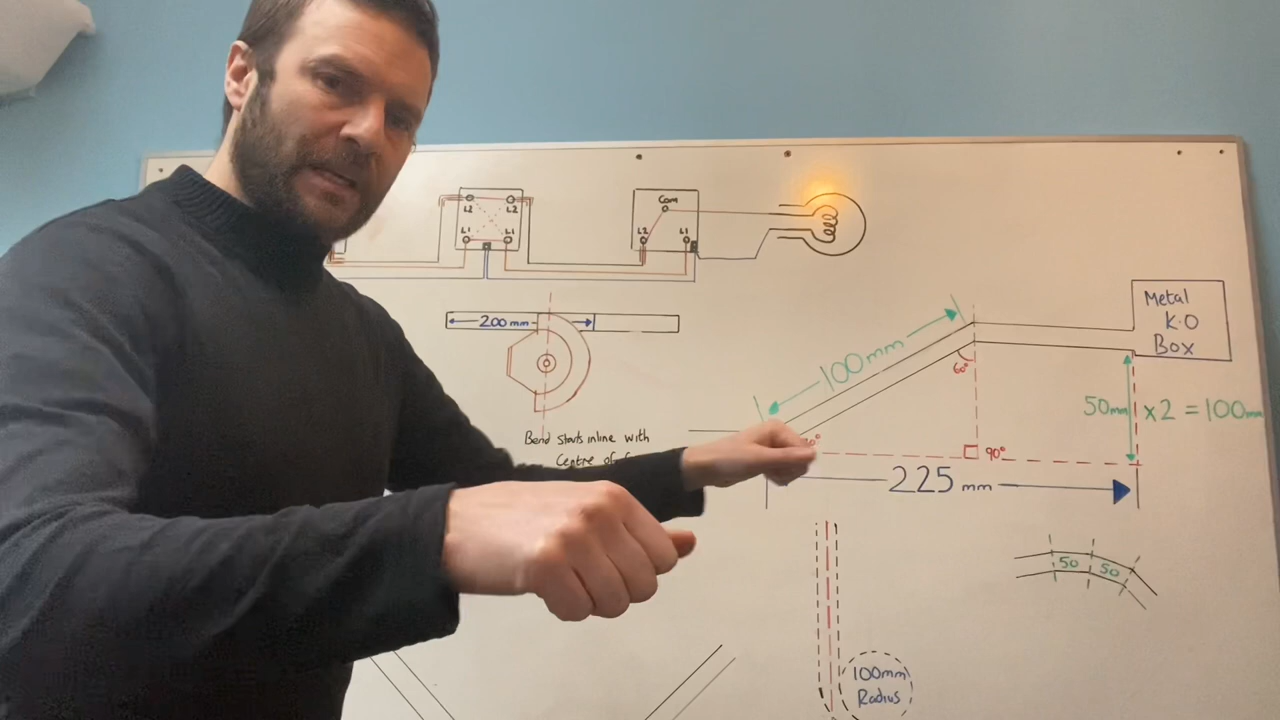 L2
L2
L1
L1
Com
L2
L1
200mm
Bend starts inline with
Centre of
100mm
60°
90°
225 mm
50mm x2 = 100mm
Metal
K.O
Box
50
50
100mm
Radius